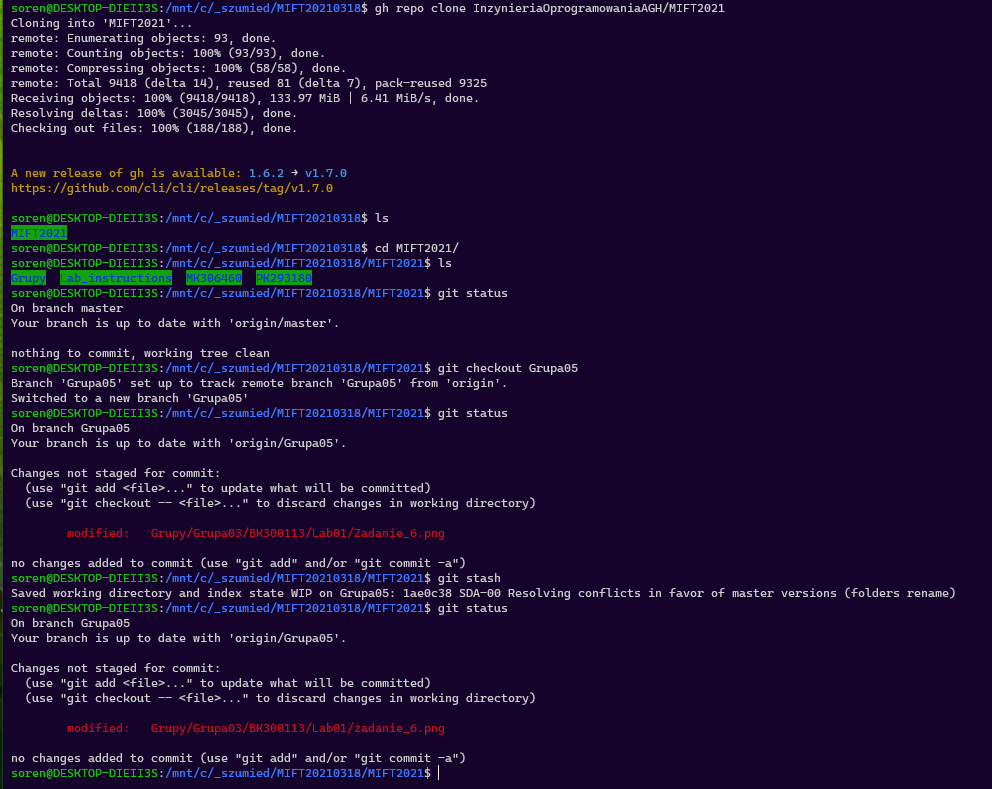 soren@DESKTOP-DIEII3S:/mnt/c/_szumied/MIFT20210318$ gh repo clone InzynieriaOprogramowaniaAGH/MIFT2021
Cloning into 'MIFT2021'...
remote: Enumerating objects: 93, done.
remote: Counting objects: 100% (93/93), done.
remote: Compressing objects: 100% (58/58), done.
remote: Total 9418 (delta 14), reused 81 (delta 7), pack-reused 9325
Receiving objects: 100% (9418/9418), 133.97 MiB | 6.41 MiB/s, done.
Resolving deltas: 100% (3045/3045), done.
Checking out files: 100% (188/188), done.
A new release of gh is available: 1.6.2 → v1.7.0
https://github.com/cli/cli/releases/tag/v1.7.0
soren@DESKTOP-DIEII3S:/mnt/c/_szumied/MIFT20210318$ ls
MIFT2021
soren@DESKTOP-DIEII3S:/mnt/c/_szumied/MIFT20210318$ cd MIFT2021/
soren@DESKTOP-DIEII3S:/mnt/c/_szumied/MIFT20210318/MIFT2021$ ls
Grupy Lab_instructions MK306460 PK293180
soren@DESKTOP-DIEII3S:/mnt/c/_szumied/MIFT20210318/MIFT2021$ git status
On branch master
Your branch is up to date with 'origin/master'.
nothing to commit, working tree clean
soren@DESKTOP-DIEII3S:/mnt/c/_szumied/MIFT20210318/MIFT2021$ git checkout Grupa05
Branch 'Grupa05' set up to track remote branch 'Grupa05' from 'origin'.
Switched to a new branch 'Grupa05'
soren@DESKTOP-DIEII3S:/mnt/c/_szumied/MIFT20210318/MIFT2021$ git status
On branch Grupa05
Your branch is up to date with 'origin/Grupa05'.
Changes not staged for commit:
(use "git add <file>..." to update what will be committed)
(use "git checkout -- <file>..." to discard changes in working directory)
modified: Grupy/Grupa03/BK300113/Lab01/Zadanie_6.png
no changes added to commit (use "git add" and/or "git commit -a")
soren@DESKTOP-DIEII3S:/mnt/c/_szumied/MIFT20210318/MIFT2021$ git stash
Saved working directory and index state WIP on Grupa05: 1ae0c38 SDA-00 Resolving conflicts in favor of master versions (folders rename)
soren@DESKTOP-DIEII3S:/mnt/c/_szumied/MIFT20210318/MIFT2021$ git status
On branch Grupa05
Your branch is up to date with 'origin/Grupa05'.
Changes not staged for commit:
(use "git add <file>..." to update what will be committed)
(use "git checkout -- <file>..." to discard changes in working directory)
modified: Grupy/Grupa03/BK300113/Lab01/zadanie_6.png
no changes added to commit (use "git add" and/or "git commit -a")
soren@DESKTOP-DIEII3S:/mnt/c/_szumied/MIFT20210318/MIFT2021$